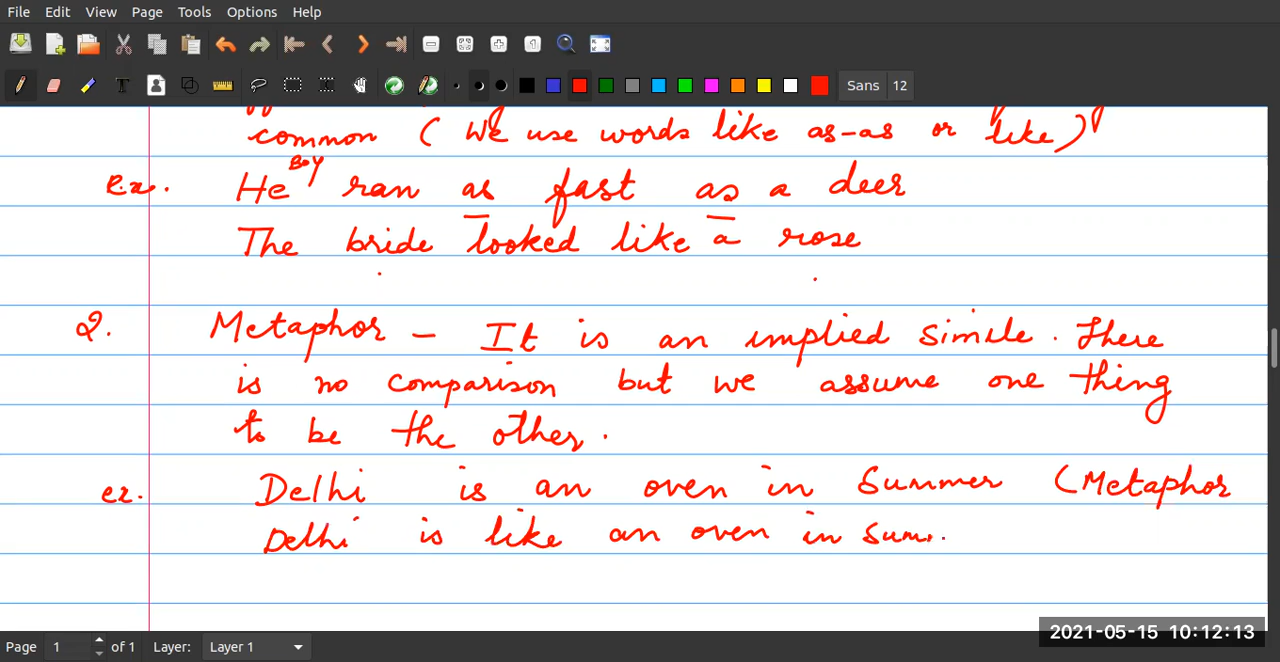 File Edit View Page Tools Options Help
Sans 12
common (We use words like as-as or like)
Boy
Ex. He ran as fast as a deer
The bride looked like a rose
2. Metaphor - It is an implied simile. There
is no comparison but we assume one thing
to be the other.
ex. Delhi is an oven in Summer (Metaphor
Delhi is like an oven in Sum
2021-05-15 10:12:13
Page 1 of 1 Layer: Layer 1